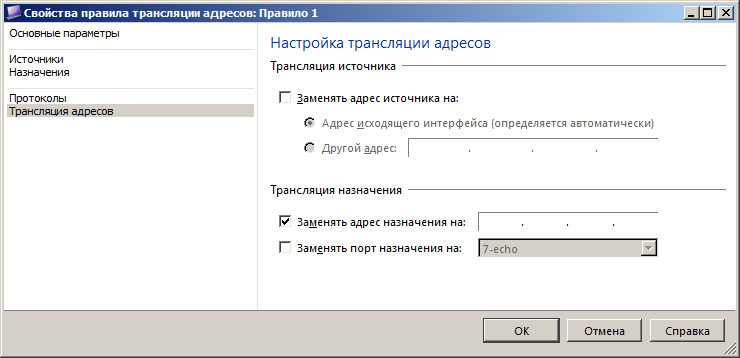 Свойства правила трансляции адресов: Правило 1
Основные параметры
Источники
Назначения
Протоколы
Трансляция адресов
Настройка трансляции адресов
Трансляция источника
Заменять адрес источника на:
Адрес исходящего интерфейса (определяется автоматически)
Другой адрес: . . .
Трансляция назначения
Заменять адрес назначения на: . . .
Заменять порт назначения на: 7-echo
OK Отмена Справка